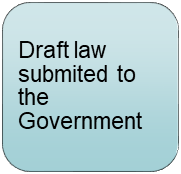 Draft law
submited to
the
Government